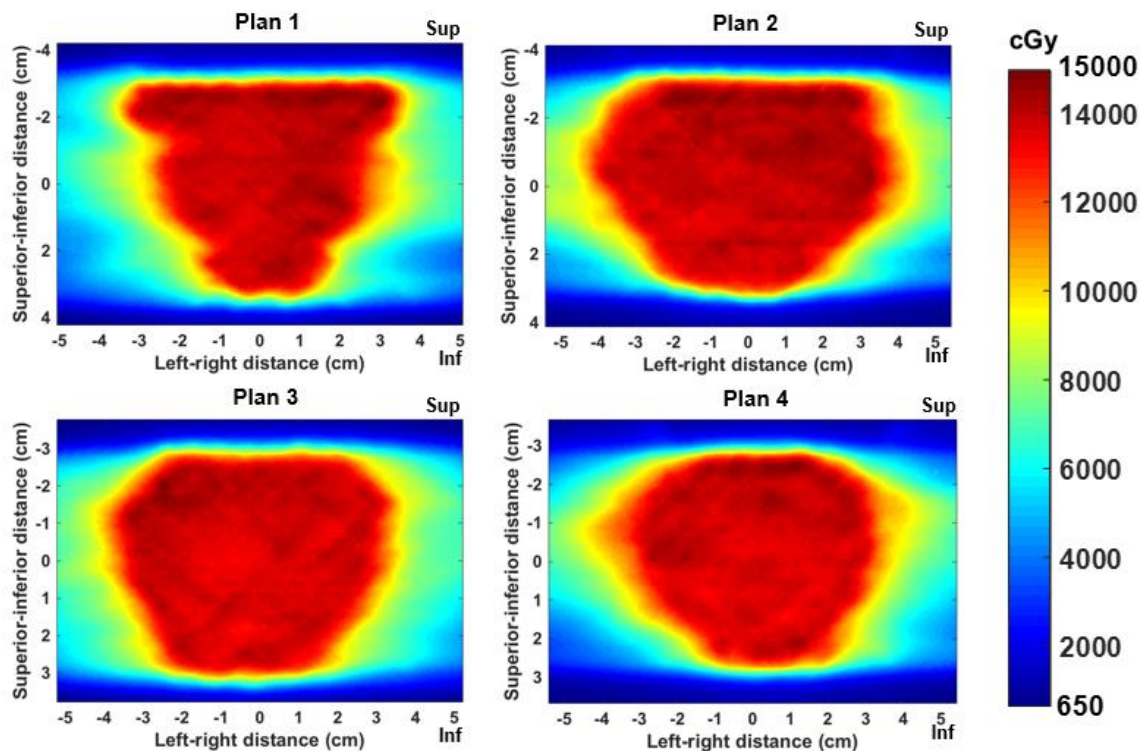 Plan 1
Sup
Superior-inferior distance (cm)
-4
-2
0
2
4
-5 -4 -3 -2 -1 0 1 2 3 4 5
Left-right distance (cm)
Inf
Plan 2
Sup
Superior-inferior distance (cm)
-4
-2
0
2
4
-5 -4 -3 -2 -1 0 1 2 3 4 5
Left-right distance (cm)
Inf
cGy
15000
14000
12000
10000
8000
6000
4000
2000
650
Plan 3
Sup
Superior-inferior distance (cm)
-3
-2
-1
0
1
2
3
-5 -4 -3 -2 -1 0 1 2 3 4 5
Left-right distance (cm)
Inf
Plan 4
Sup
Superior-inferior distance (cm)
-3
-2
-1
0
1
2
3
-5 -4 -3 -2 -1 0 1 2 3 4 5
Left-right distance (cm)
Inf